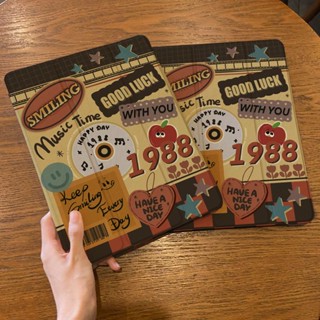 SMILING
GOOD LUCK
WITH YOU
Music Time
HAPPY DAY
1988
Keep
Smiling
Every
Day
HAVE A
NICE
DAY
SMILING
GOOD LUCK
WITH YOU
Music Time
HAPPY DAY
1988
HAVE A
NICE
DAY